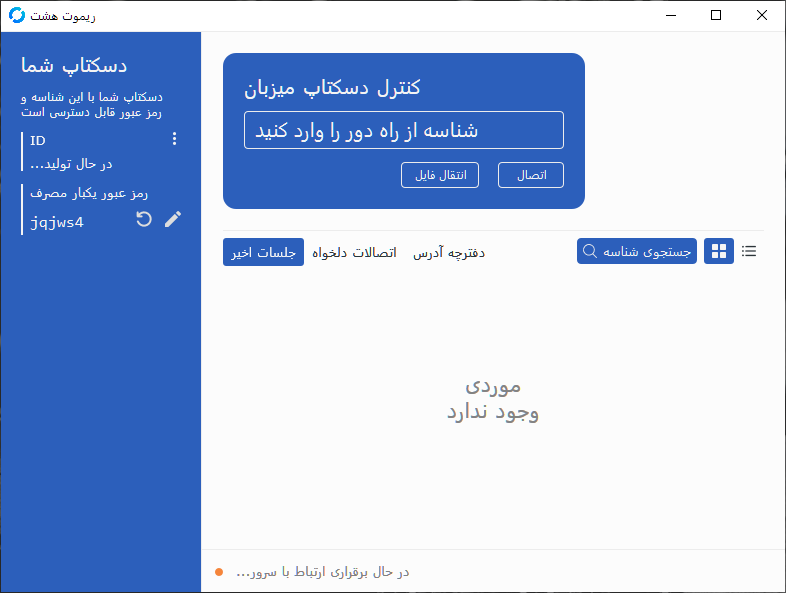 ریموت هشت
دسکتاپ شما
دسکتاپ شما با این شناسه و
رمز عبور قابل دسترسی است
ID
در حال تولید...
رمز عبور یکبار مصرف
jqjws4
کنترل دسکتاپ میزبان
شناسه از راه دور را وارد کنید
انتقال فایل
اتصال
جلسات اخیر
اتصالات دلخواه
دفترچه آدرس
جستجوی شناسه
موردی
وجود ندارد
در حال برقراری ارتباط با سرور...